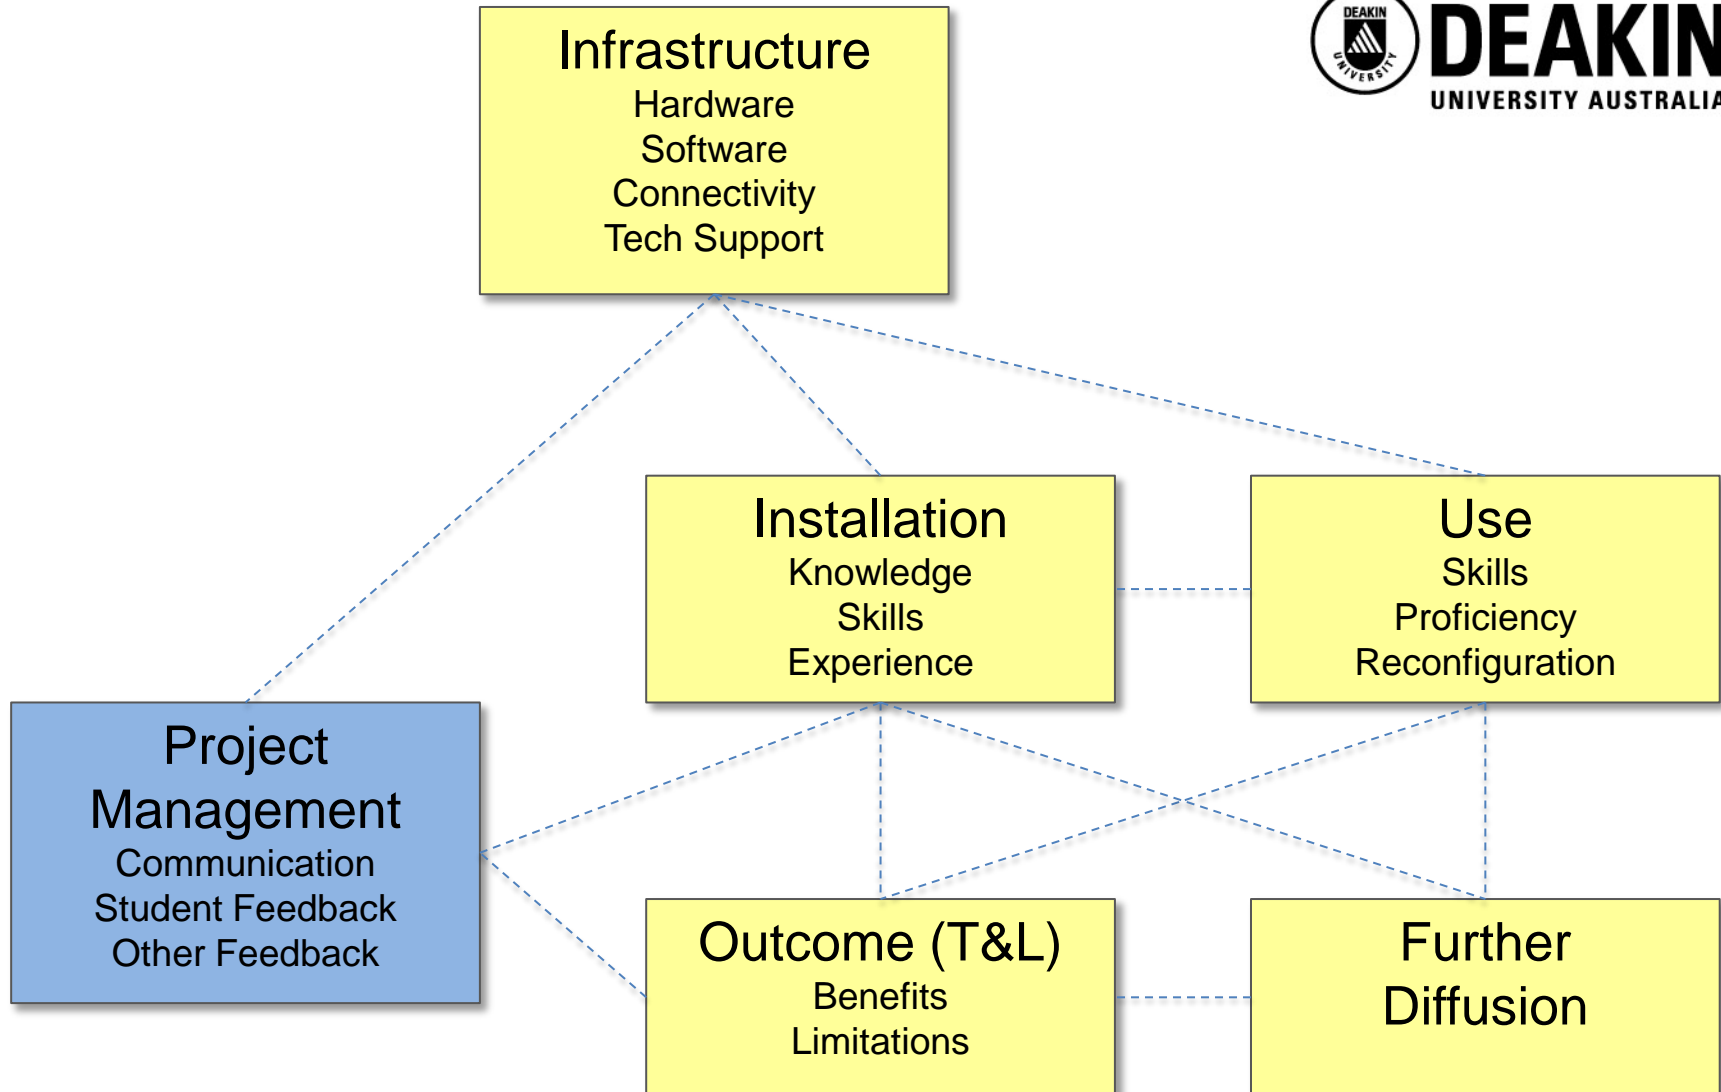 Infrastructure
Hardware
Software
Connectivity
Tech Support
DEAKIN
UNIVERSITY
DEAKIN
UNIVERSITY AUSTRALIA
Installation
Knowledge
Skills
Experience
Use
Skills
Proficiency
Reconfiguration
Project
Management
Communication
Student Feedback
Other Feedback
Outcome (T&L)
Benefits
Limitations
Further
Diffusion